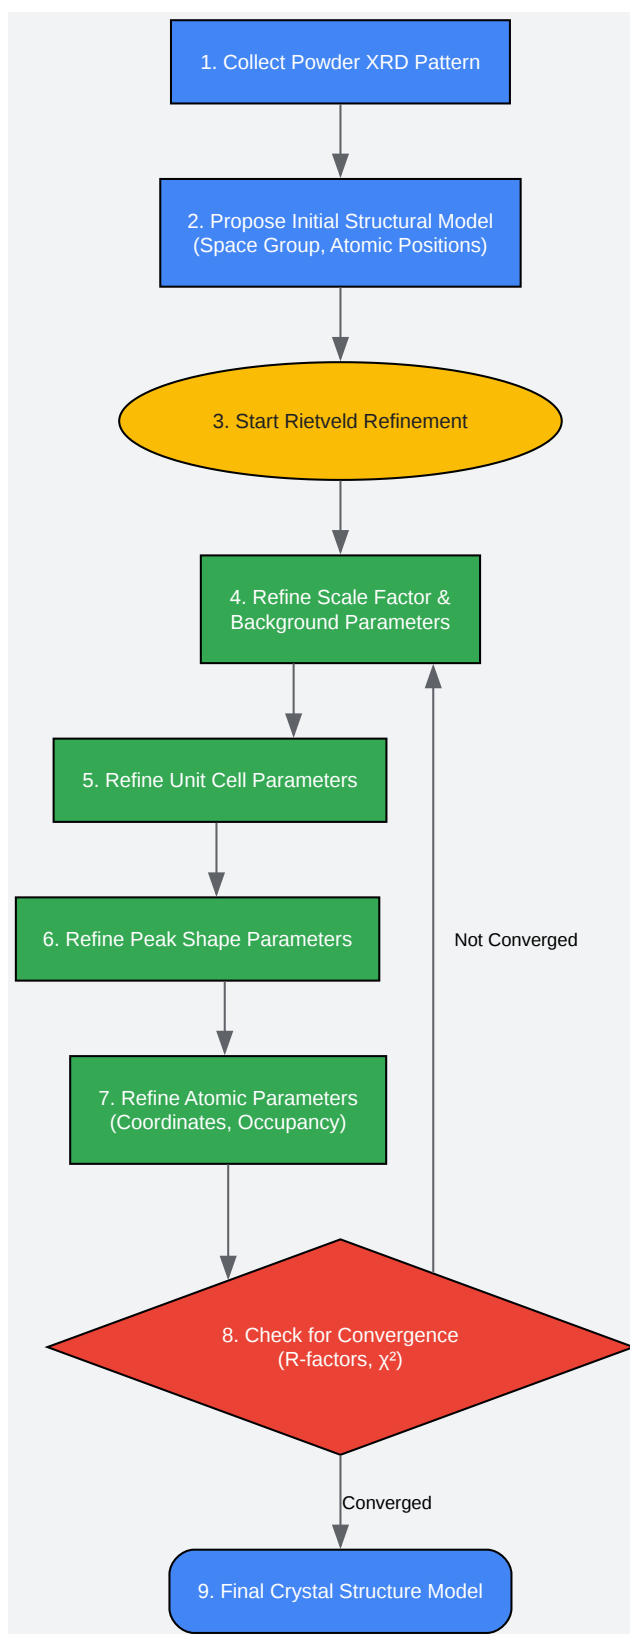 1. Collect Powder XRD Pattern
2. Propose Initial Structural Model
(Space Group, Atomic Positions)
3. Start Rietveld Refinement
4. Refine Scale Factor &
Background Parameters
5. Refine Unit Cell Parameters
6. Refine Peak Shape Parameters
Not Converged
7. Refine Atomic Parameters
(Coordinates, Occupancy)
8. Check for Convergence
(R-factors, χ²)
Converged
9. Final Crystal Structure Model